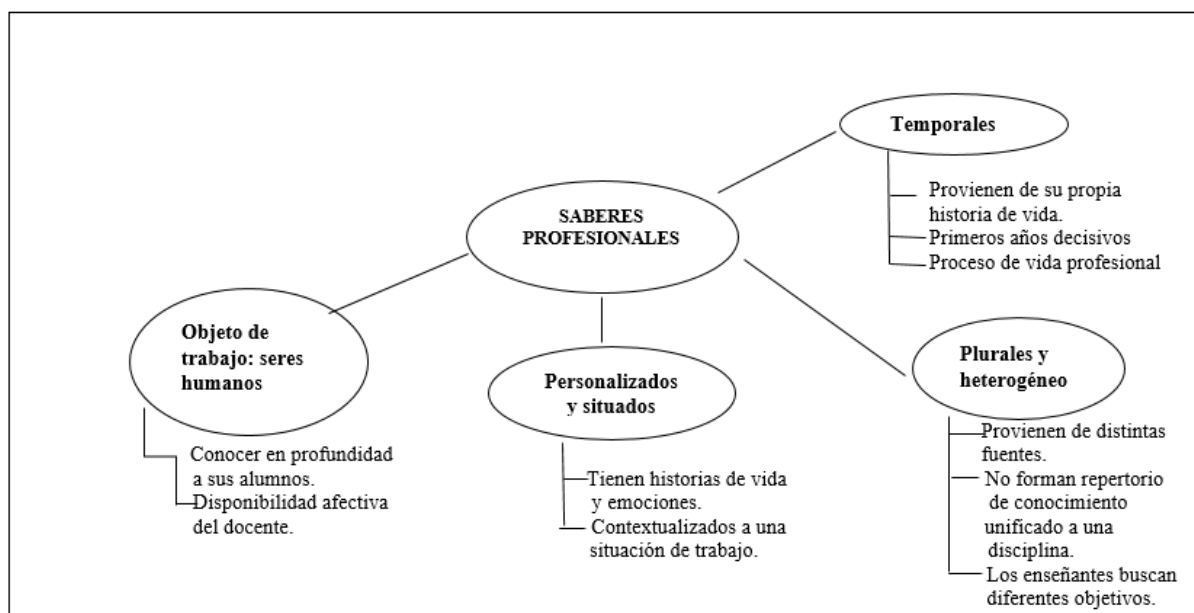 SABERES
PROFESIONALES
Temporales
Provienen de su propia
historia de vida.
Primeros años decisivos
Proceso de vida profesional
Objeto de
trabajo: seres
humanos
Conocer en profundidad
a sus alumnos.
Disponibilidad afectiva
del docente.
Personalizados
y situados
Tienen historias de vida
y emociones.
Contextualizados a una
situación de trabajo.
Plurales y
heterogéneo
Provienen de distintas
fuentes.
No forman repertorio
de conocimiento
unificado a una
disciplina.
Los enseñantes buscan
diferentes objetivos.